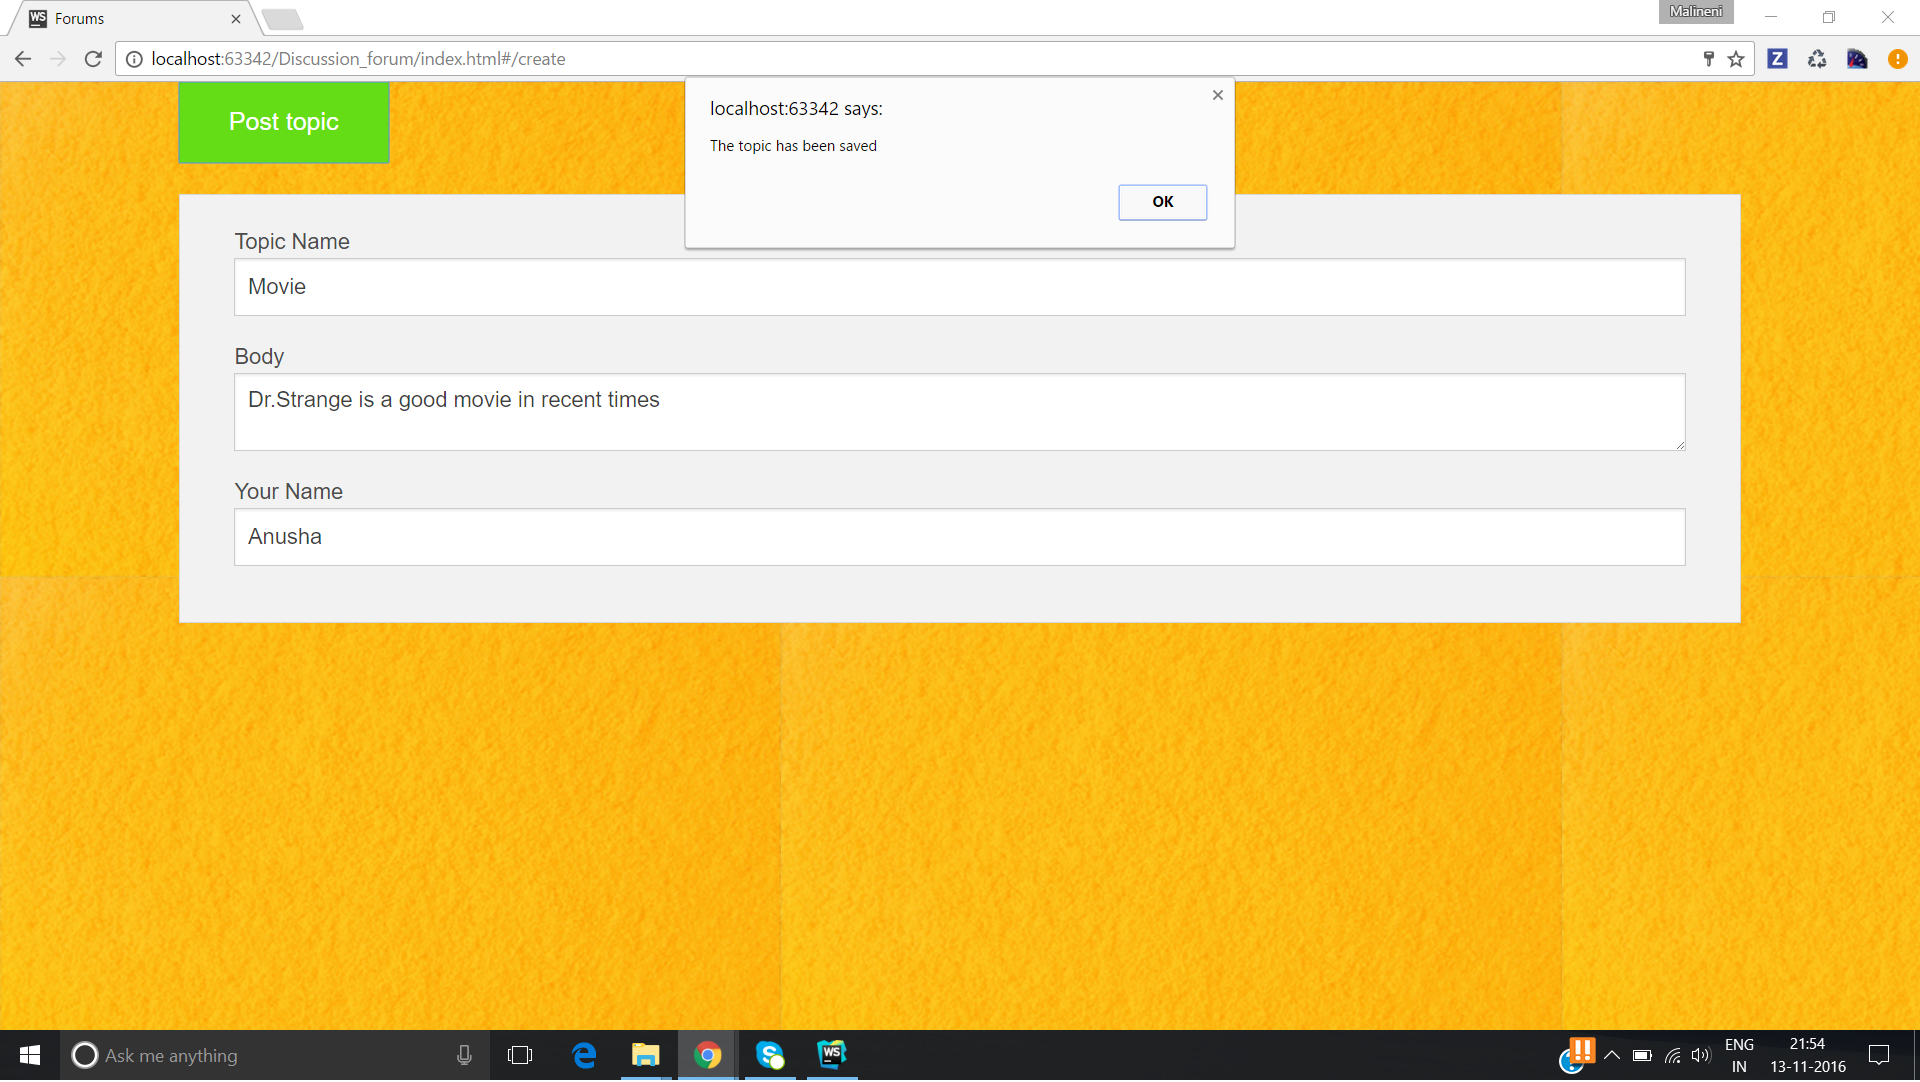 WS Forums
Malineni
localhost:63342/Discussion_forum/index.html#/create
Z
Post topic
localhost:63342 says:
The topic has been saved
OK
Topic Name
Movie
Body
Dr.Strange is a good movie in recent times
Your Name
Anusha
Ask me anything
WS
ENG
IN
21:54
13-11-2016